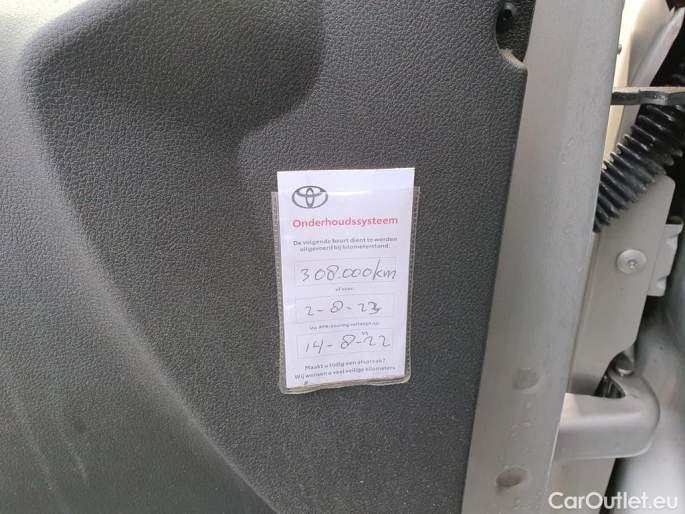 Onderhoudssysteem
De volgende beurt dient te worden
uitgevoerd bij kilometerstand:
308.000km
of voor:
2-8-23
Uw APK-keuring verloopt op:
14-8-22
Maakt u tijdig een afspraak?
Wij wensen u veel veilige kilometers
CarOutlet.eu